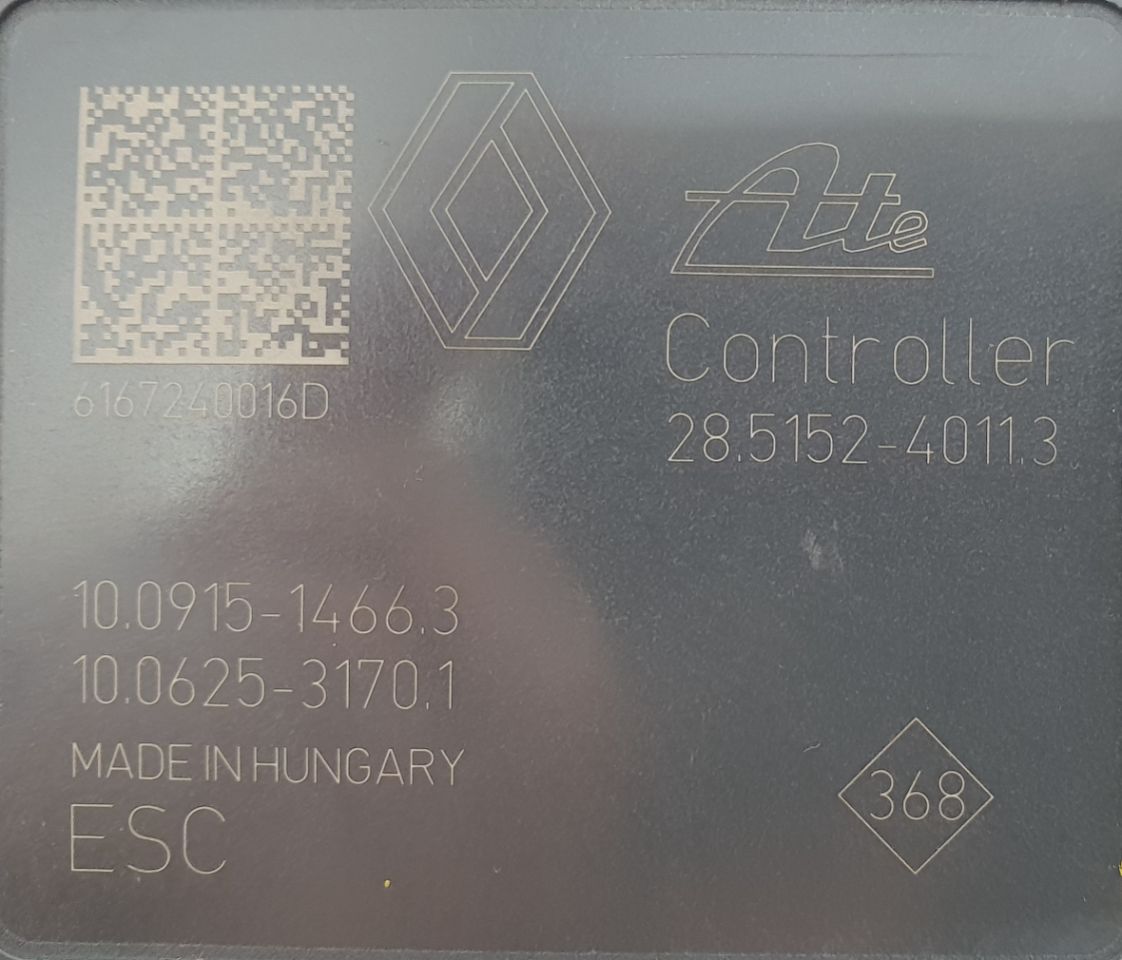 6167240016D
Ate
Controller
28.5152-4011.3
10.0915-1466.3
10.0625-3170.1
MADE IN HUNGARY
ESC
368